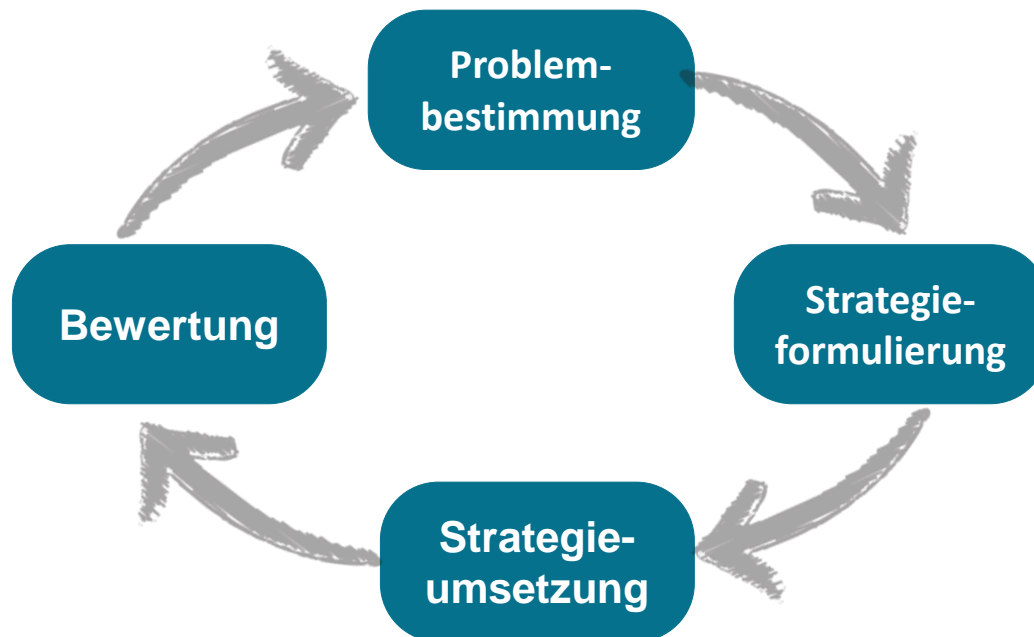 Problem-
bestimmung
Strategie-
formulierung
Strategie-
umsetzung
Bewertung